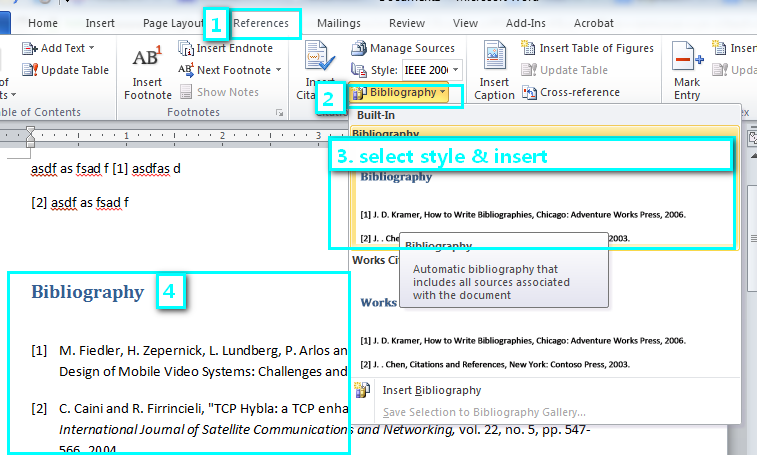 Home Insert Page Layou 1 References Mailings Review View Add-Ins Acrobat
Add Text
Update Table
s of
ts
le of Contents
AB1
Insert Footnote
Insert Endnote
AB1 Next Footnote
Show Notes
Footnotes
Insert
Cita
Manage Sources
Style: IEEE 200
2 Bibliography
Insert Caption
Insert Table of Figures
Upda
Cross-reference
Mark Entry
Inser
Upda
Built-In
Bibliography
3. select style & insert
Bibliography
[1] J. D. Kramer, How to Write Bibliographies, Chicago: Adventure Works Press, 2006.
[2] J. . Che
2003.
Bibliography
Automatic bibliography that
includes all sources associated
with the document
Works Ci
Works
[1] J. D. Kramer, How to Write Bibliographies, Chicago: Adventure Works Press, 2006.
[2] J. . Chen, Citations and References, New York: Contoso Press, 2003.
Insert Bibliography
Save Selection to Bibliography Gallery...
1 2 3
asdf as fsad f [1] asdfas d
[2] asdf as fsad f
Bibliography 4
[1] M. Fiedler, H. Zepernick, L. Lundberg, P. Arlos an
Design of Mobile Video Systems: Challenges and
[2] C. Caini and R. Firrincieli, "TCP Hybla: a TCP enha
International Journal of Satellite Communications and Networking, vol. 22, no. 5, pp. 547-
566, 2004